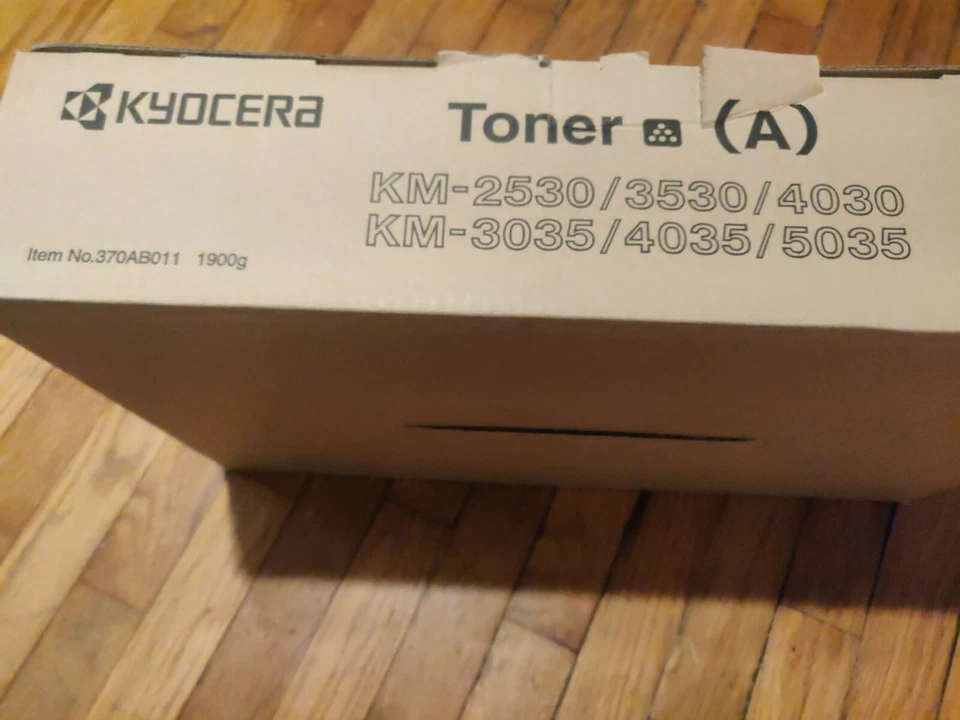 KYOCERA
Toner (A)
KM-2530/3530/4030
KM-3035/4035/5035
Item No.370AB011 1900g